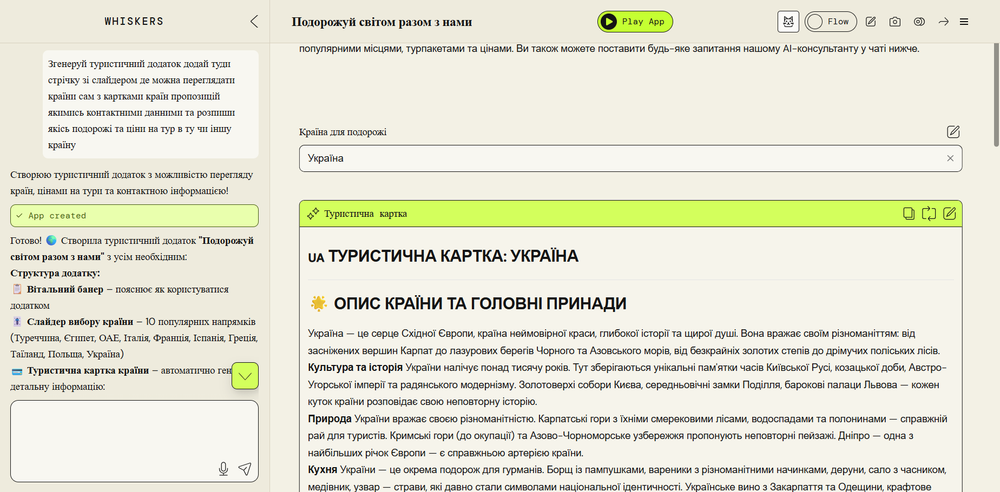 WHISKERS
Згенеруй туристичний додаток додай туди
стрічку зі слайдером де можна переглядати
країни сам з картками країн пропозицій
якимись контактними данними та розпиши
якісь подорожі та ціни на тур в ту чи іншу
країну
Створюю туристичний додаток з можливістю перегляду
країн, цінами на тури та контактною інформацією!
App created
Готово! 🌍 Створила туристичний додаток "Подорожуй
світом разом з нами" з усім необхідним:
Структура додатку:
📋 Вітальний банер – пояснює як користуватися
додатком
Слайдер вибору країни – 10 популярних напрямків
(Туреччина, Єгипет, ОАЕ, Італія, Франція, Іспанія, Греція,
Таїланд, Польща, Україна)
💳 Туристична картка країни – автоматично ген
детальну інформацію:
Подорожуй світом разом з нами
Play App
Flow
популярними місцями, турпакетами та цінами. Ви також можете поставити будь-яке запитання нашому AI-консультанту у чаті нижче.
Країна для подорожі
Україна
Туристична картка
UA ТУРИСТИЧНА КАРТКА: УКРАЇНА
🌟 ОПИС КРАЇНИ ТА ГОЛОВНІ ПРИНАДИ
Україна — це серце Східної Європи, країна неймовірної краси, глибокої історії та щирої душі. Вона вражає своїм різноманіттям: від
засніжених вершин Карпат до лазурових берегів Чорного та Азовського морів, від безкрайніх золотих степів до дрімучих поліських лісів.
Культура та історія України налічує понад тисячу років. Тут зберігаються унікальні пам'ятки часів Київської Русі, козацької доби, Австро-
Угорської імперії та радянського модернізму. Золотоверхі собори Києва, середньовічні замки Поділля, барокові палаци Львова — кожен
куток країни розповідає свою неповторну історію.
Природа України вражає своєю різноманітністю. Карпатські гори з їхніми смерековими лісами, водоспадами та полонинами — справжній
рай для туристів. Кримські гори (до окупації) та Азово-Чорноморське узбережжя пропонують неповторні пейзажі. Дніпро — одна з
найбільших річок Європи — є справжньою артерією країни.
Кухня України — це окрема подорож для гурманів. Борщ із пампушками, вареники з різноманітними начинками, деруни, сало з часником,
медівник, узвар — страви, які давно стали символами національної ідентичності. Українське вино з Закарпаття та Одещини, крафтове